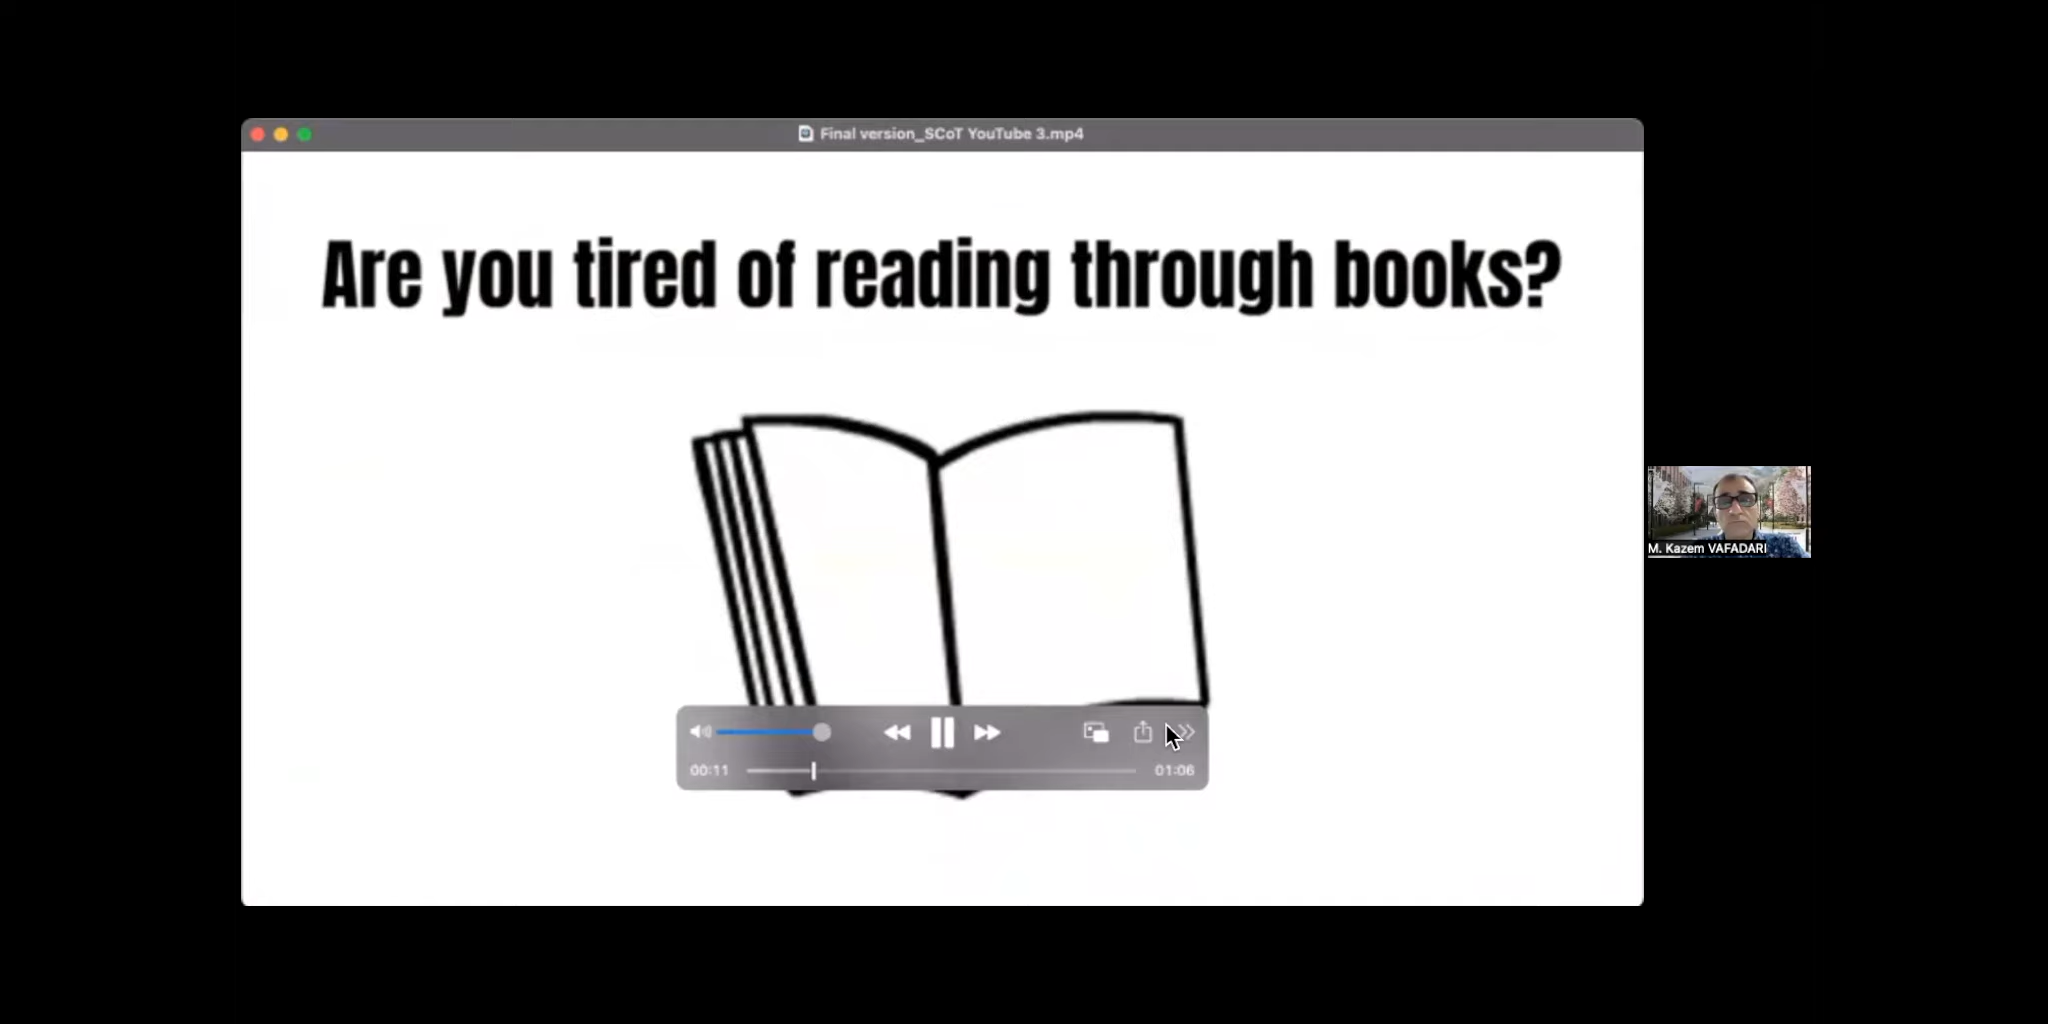 Final version_SCoT YouTube 3.mp4
Are you tired of reading through books?
00:11
01:06
M. Kazem VAFADARI